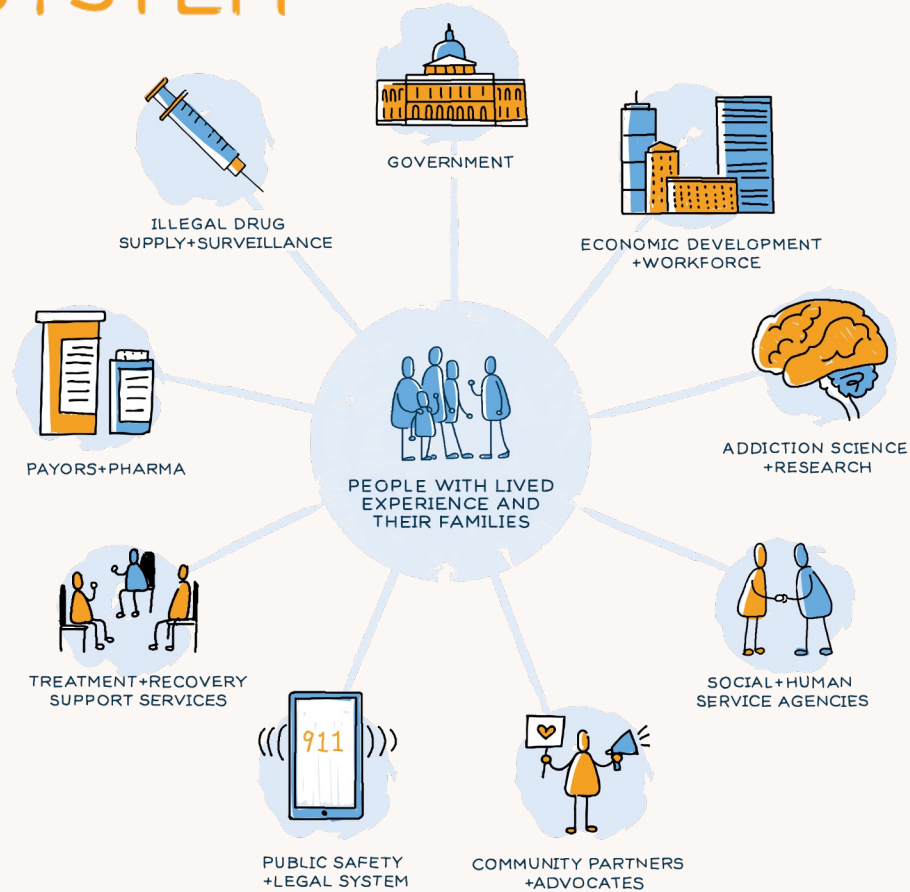 GOVERNMENT
ILLEGAL DRUG
SUPPLY+SURVEILLANCE
ECONOMIC DEVELOPMENT
+WORKFORCE
PAYORS+PHARMA
ADDICTION SCIENCE
+RESEARCH
PEOPLE WITH LIVED
EXPERIENCE AND
THEIR FAMILIES
TREATMENT+RECOVERY
SUPPORT SERVICES
SOCIAL+HUMAN
SERVICE AGENCIES
911
PUBLIC SAFETY
+LEGAL SYSTEM
COMMUNITY PARTNERS
+ADVOCATES